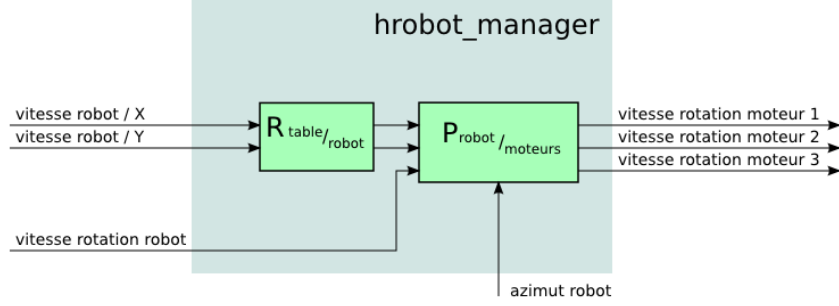 hrobot_manager
vitesse robot / X
vitesse robot / Y
R table/robot
P robot/moteurs
vitesse rotation moteur 1
vitesse rotation moteur 2
vitesse rotation moteur 3
vitesse rotation robot
azimut robot